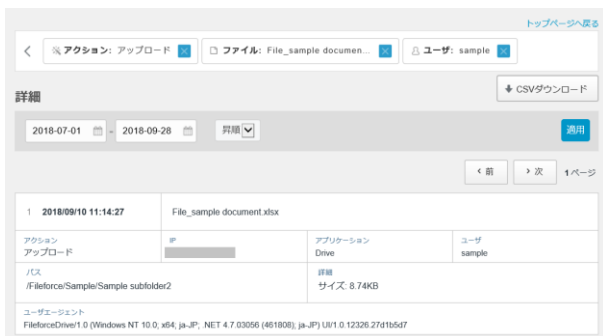 トップページへ戻る
アクション: アップロード ファイル: File_sample documen... ユーザ: sample
CSVダウンロード
詳細
2018-07-01 - 2018-09-28 昇順 適用
前 次 1ページ
1 2018/09/10 11:14:27 File_sample document.xlsx
アクション IP アプリケーション ユーザ
アップロード Drive sample
パス 詳細
/Fileforce/Sample/Sample subfolder2 サイズ: 8.74KB
ユーザエージェント
FileforceDrive/1.0 (Windows NT 10.0; x64; ja-JP; .NET 4.7.03056 (461808); ja-JP) UI/1.0.12326.27d1b5d7